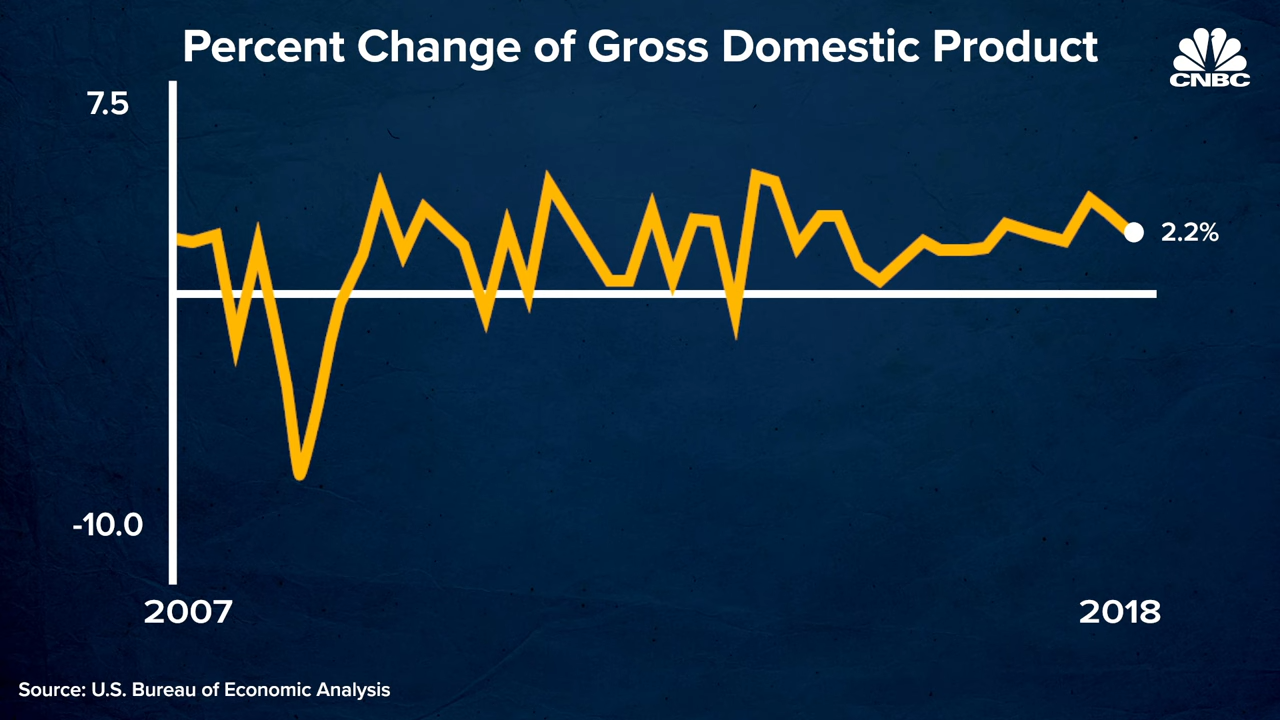 Percent Change of Gross Domestic Product
CNBC
7.5
2.2%
-10.0
2007
2018
Source: U.S. Bureau of Economic Analysis